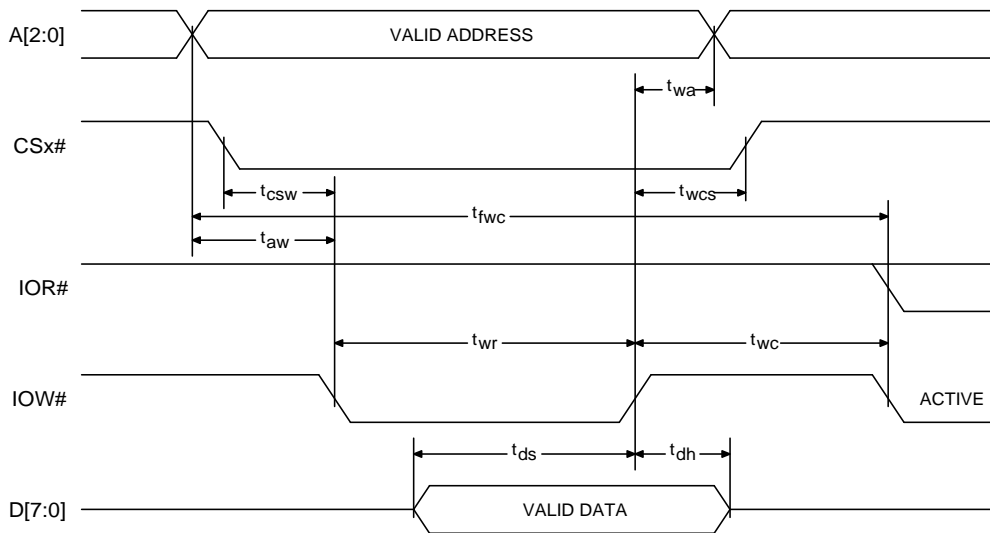 A[2:0] VALID ADDRESS
twa
CSx#
tcsw twcs
tfwc
taw
IOR#
twr twc
IOW# ACTIVE
tds tdh
D[7:0] VALID DATA